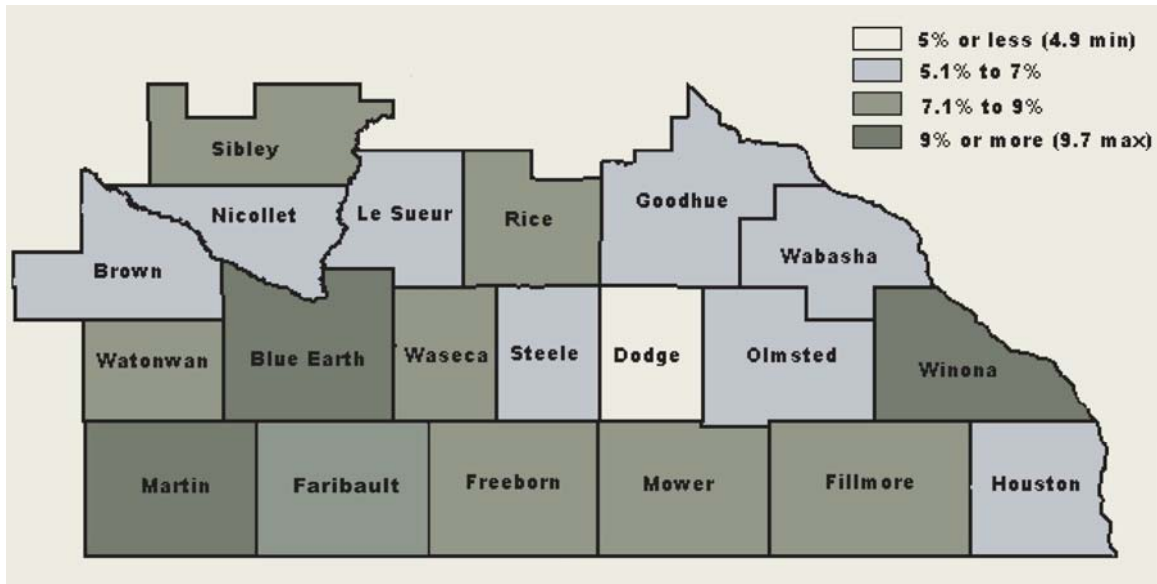 5% or less (4.9 min)
5.1% to 7%
7.1% to 9%
9% or more (9.7 max)
Sibley
Nicollet
Le Sueur
Rice
Goodhue
Wabasha
Brown
Watonwan
Blue Earth
Waseca
Steele
Dodge
Olmsted
Winona
Martin
Faribault
Freeborn
Mower
Fillmore
Houston